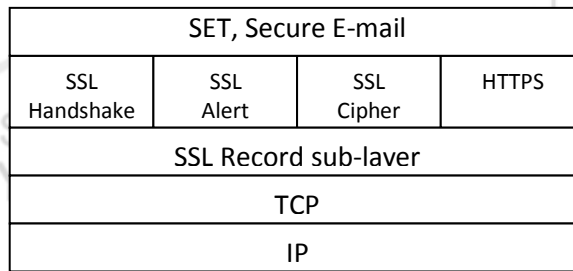 SET, Secure E-mail
SSL SSL SSL HTTPS
Handshake Alert Cipher
SSL Record sub-laver
TCP
IP